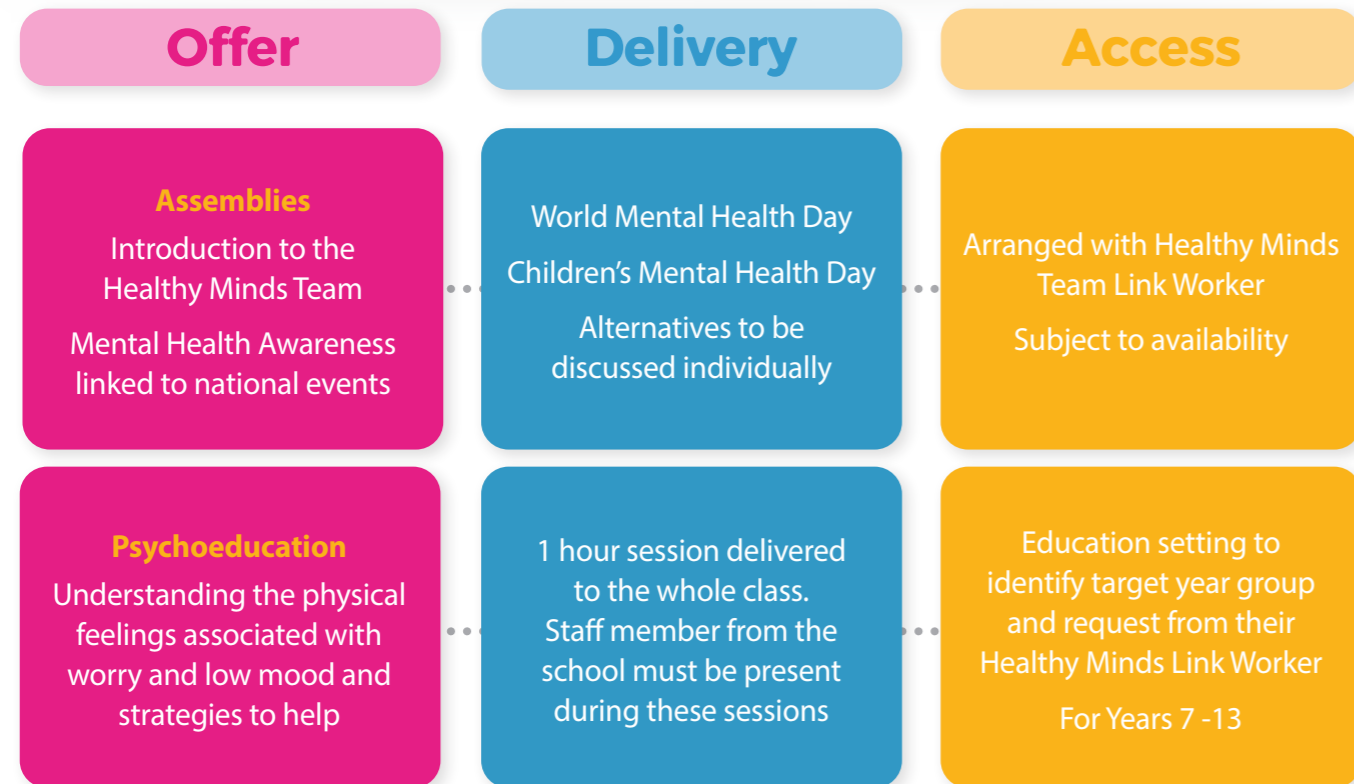 Offer
Delivery
Access
Assemblies
Introduction to the
Healthy Minds Team
Mental Health Awareness
linked to national events
World Mental Health Day
Children's Mental Health Day
Alternatives to be
discussed individually
Arranged with Healthy Minds
Team Link Worker
Subject to availability
Psychoeducation
Understanding the physical
feelings associated with
worry and low mood and
strategies to help
1 hour session delivered
to the whole class.
Staff member from the
school must be present
during these sessions
Education setting to
identify target year group
and request from their
Healthy Minds Link Worker
For Years 7 -13